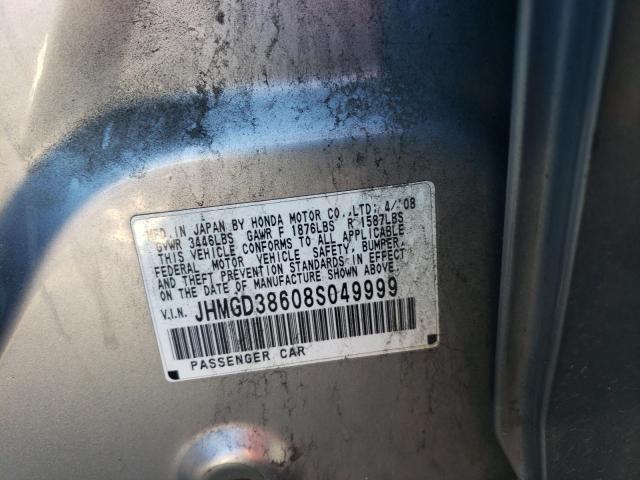 MFD. IN JAPAN BY HONDA MOTOR CO.,LTD: 4/08
GVWR 3446LBS GAWR F 1876LBS R 1587LBS
THIS VEHICLE CONFORMS TO ALL APPLICABLE
FEDERAL MOTOR VEHICLE SAFETY, BUMPER,
AND THEFT PREVENTION STANDARDS IN EFFECT
ON THE DATE OF MANUFACTURE SHOWN ABOVE.
V.I.N. JHMGD38608S049999
PASSENGER CAR